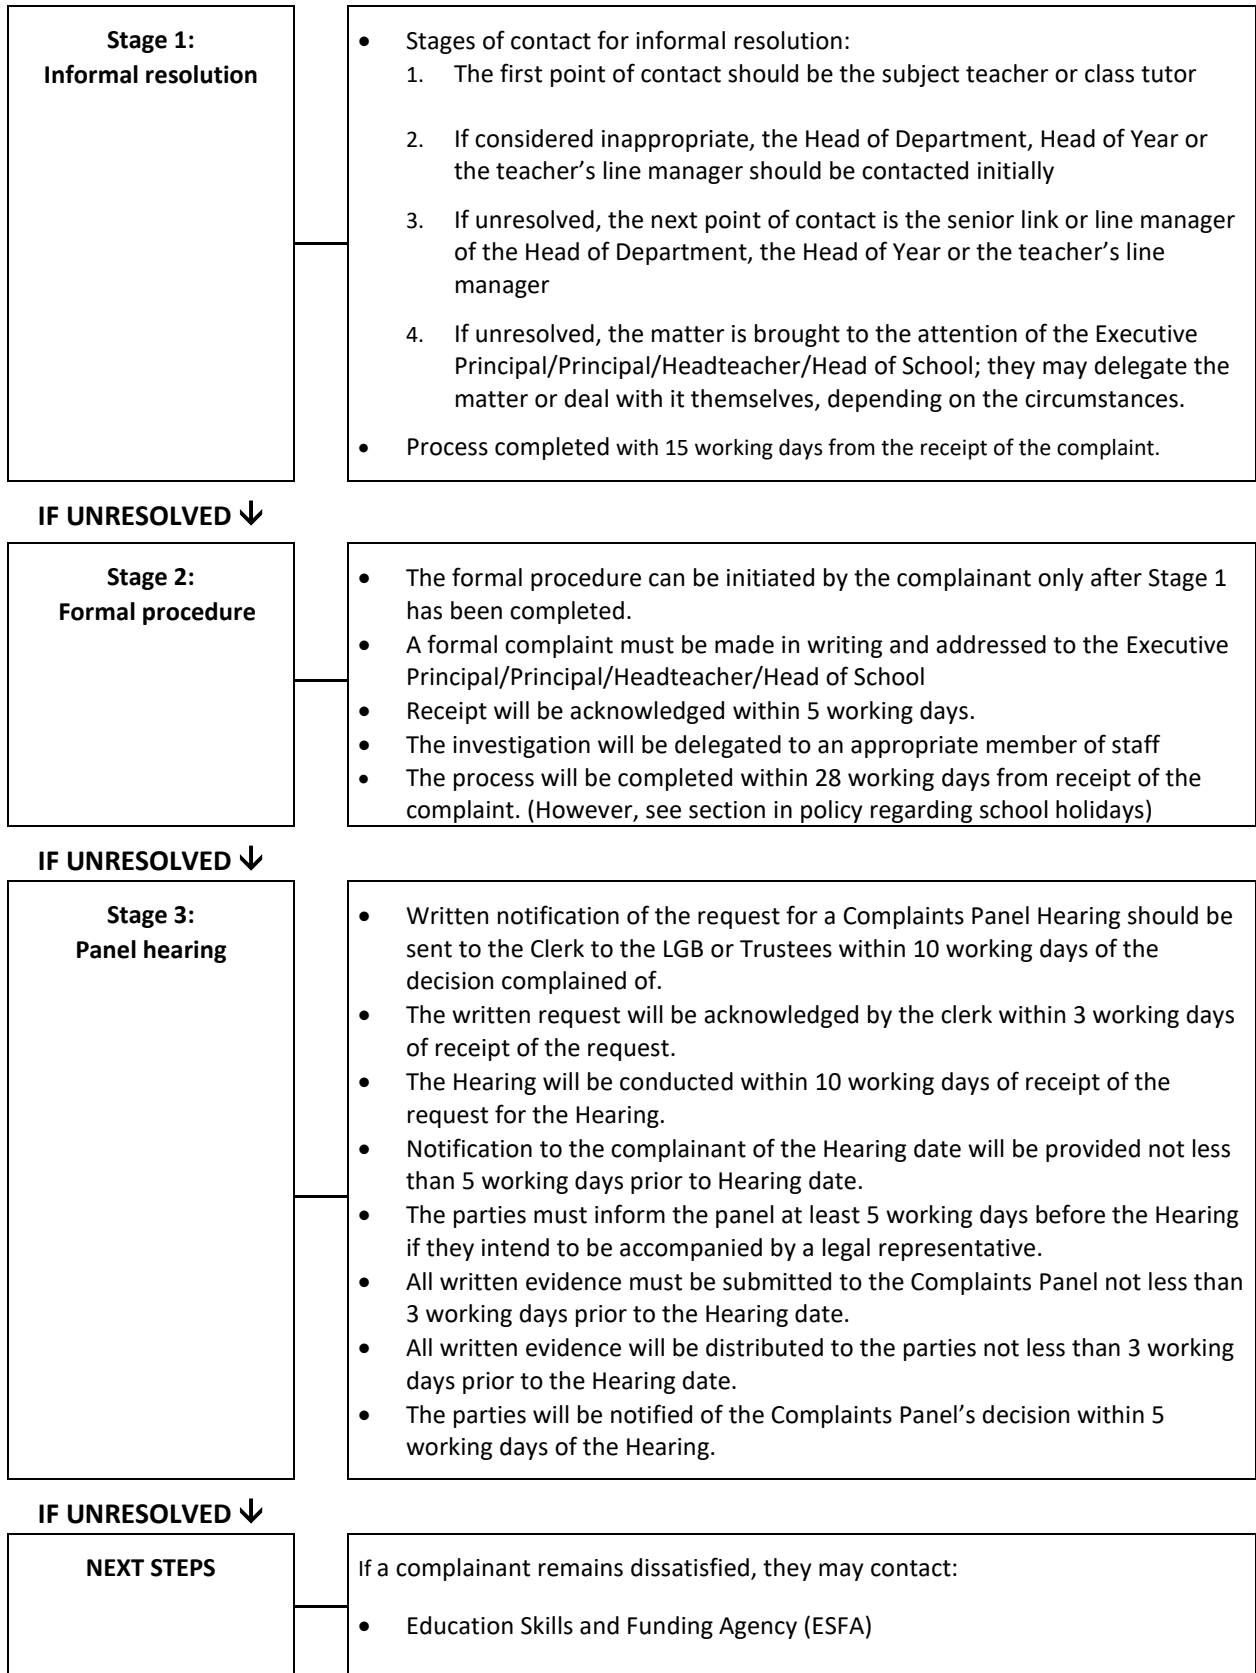 Stage 1:
Informal resolution
• Stages of contact for informal resolution:
1. The first point of contact should be the subject teacher or class tutor
2. If considered inappropriate, the Head of Department, Head of Year or
the teacher’s line manager should be contacted initially
3. If unresolved, the next point of contact is the senior link or line manager
of the Head of Department, the Head of Year or the teacher’s line
manager
4. If unresolved, the matter is brought to the attention of the Executive
Principal/Principal/Headteacher/Head of School; they may delegate the
matter or deal with it themselves, depending on the circumstances.
• Process completed with 15 working days from the receipt of the complaint.
IF UNRESOLVED ↓
Stage 2:
Formal procedure
• The formal procedure can be initiated by the complainant only after Stage 1
has been completed.
• A formal complaint must be made in writing and addressed to the Executive
Principal/Principal/Headteacher/Head of School
• Receipt will be acknowledged within 5 working days.
• The investigation will be delegated to an appropriate member of staff
• The process will be completed within 28 working days from receipt of the
complaint. (However, see section in policy regarding school holidays)
IF UNRESOLVED ↓
Stage 3:
Panel hearing
• Written notification of the request for a Complaints Panel Hearing should be
sent to the Clerk to the LGB or Trustees within 10 working days of the
decision complained of.
• The written request will be acknowledged by the clerk within 3 working days
of receipt of the request.
• The Hearing will be conducted within 10 working days of receipt of the
request for the Hearing.
• Notification to the complainant of the Hearing date will be provided not less
than 5 working days prior to Hearing date.
• The parties must inform the panel at least 5 working days before the Hearing
if they intend to be accompanied by a legal representative.
• All written evidence must be submitted to the Complaints Panel not less than
3 working days prior to the Hearing date.
• All written evidence will be distributed to the parties not less than 3 working
days prior to the Hearing date.
• The parties will be notified of the Complaints Panel’s decision within 5
working days of the Hearing.
IF UNRESOLVED ↓
NEXT STEPS
If a complainant remains dissatisfied, they may contact:
• Education Skills and Funding Agency (ESFA)